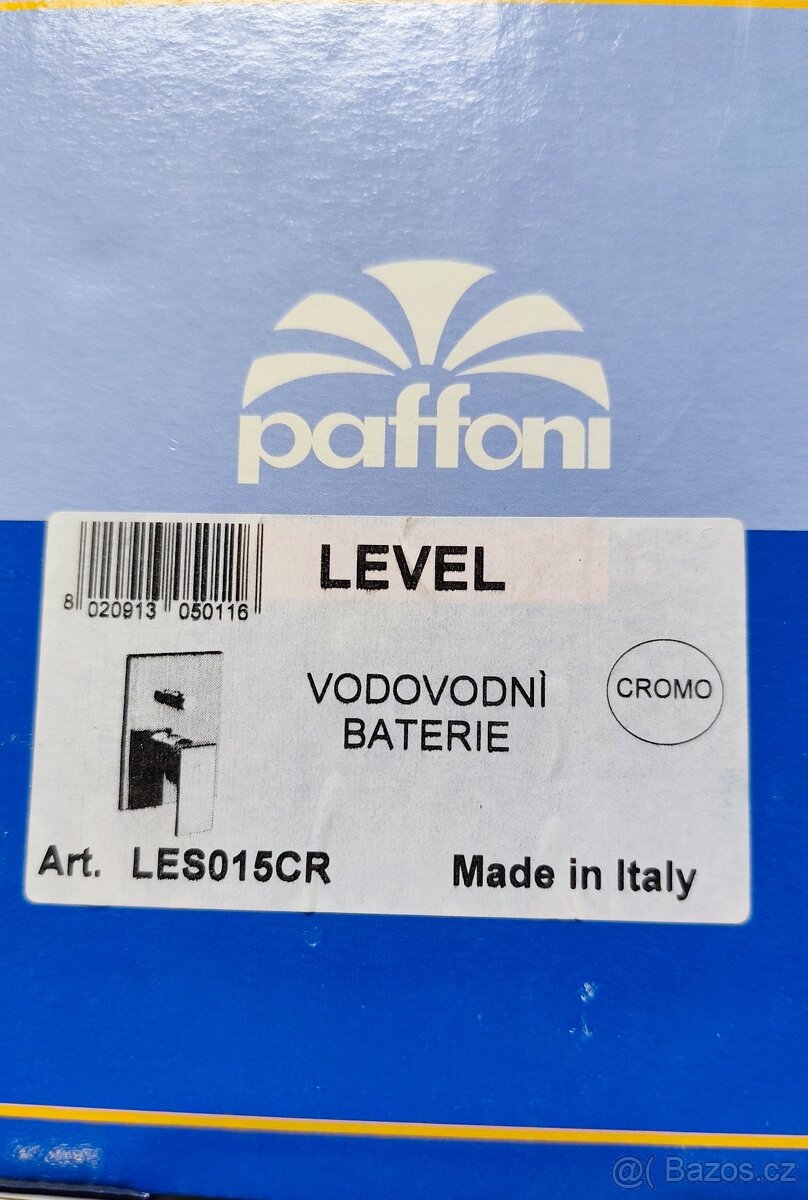 paffoni
LEVEL
8 020913 050116
VODOVODNÌ
BATERIE
CROMO
Art. LES015CR
Made in Italy
@( Bazos.cz